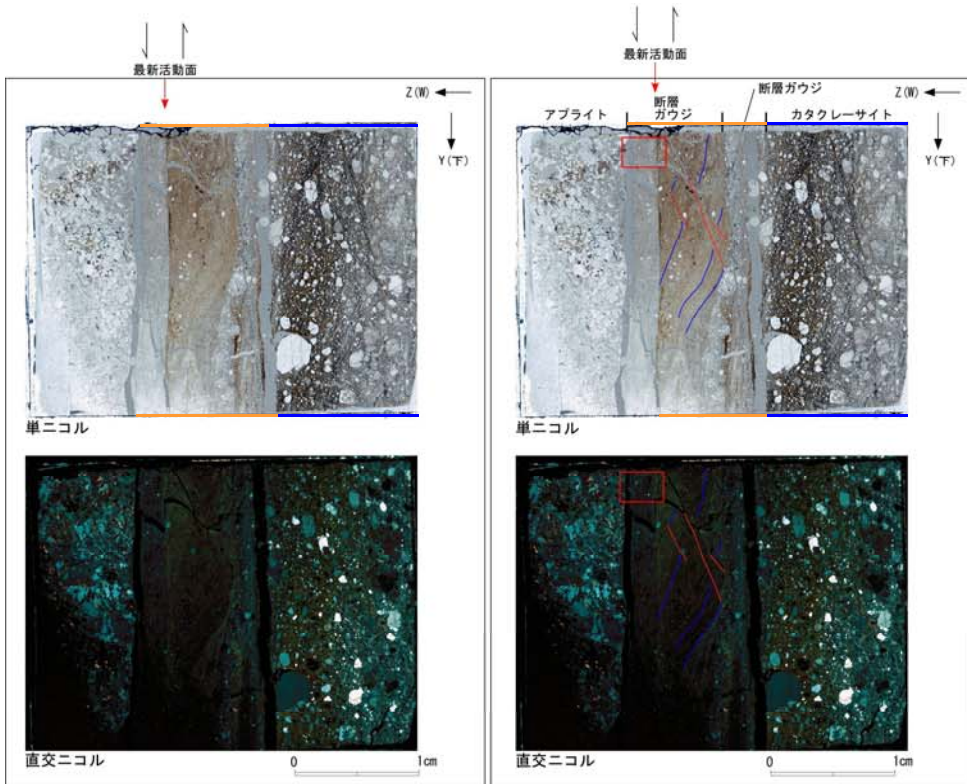 最新活動面
Z(W)
Y(下)
単ニコル
直交ニコル
0 1cm
最新活動面
断層ガウジ
Z(W)
アプライト
断層
ガウジ
カタクレーサイト
Y(下)
単ニコル
直交ニコル
0 1cm